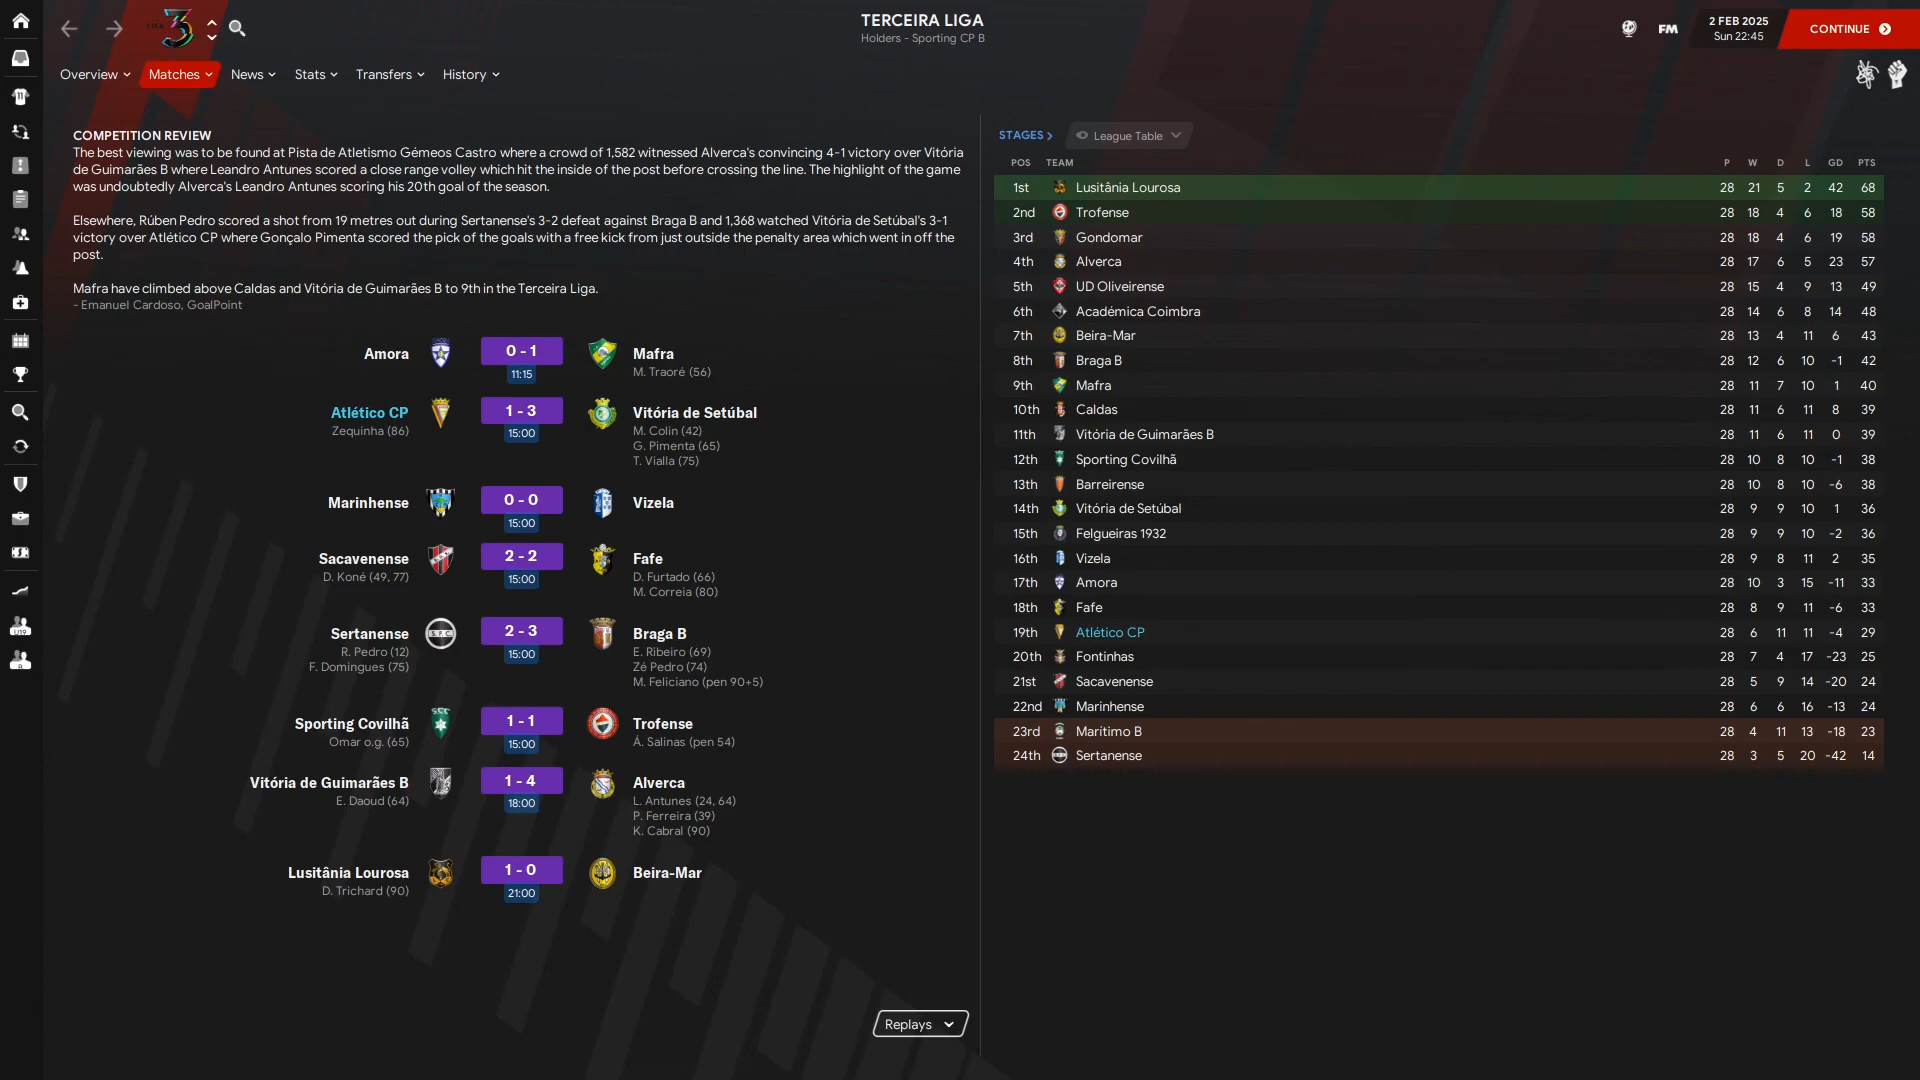 TERCEIRA LIGA
Holders - Sporting CP B
FM
2 FEB 2025
Sun 22:45
CONTINUE
Overview
Matches
News
Stats
Transfers
History
COMPETITION REVIEW
The best viewing was to be found at Pista de Atletismo Gémeos Castro where a crowd of 1,582 witnessed Alverca's convincing 4-1 victory over Vitória
de Guimarães B where Leandro Antunes scored a close range volley which hit the inside of the post before crossing the line. The highlight of the game
was undoubtedly Alverca's Leandro Antunes scoring his 20th goal of the season.
Elsewhere, Rúben Pedro scored a shot from 19 metres out during Sertanense's 3-2 defeat against Braga B and 1,368 watched Vitória de Setúbal's 3-1
victory over Atlético CP where Gonçalo Pimenta scored the pick of the goals with a free kick from just outside the penalty area which went in off the
post.
Mafra have climbed above Caldas and Vitória de Guimarães B to 9th in the Terceira Liga.
- Emanuel Cardoso, GoalPoint
Amora 0 - 1 Mafra
11:15 M. Traoré (56)
Atlético CP 1 - 3 Vitória de Setúbal
Zequinha (86) 15:00 M. Colin (42)
G. Pimenta (65)
T. Vialla (75)
Marinhense 0 - 0 Vizela
15:00
Sacavenense 2 - 2 Fafe
D. Koné (49, 77) 15:00 D. Furtado (66)
M. Correia (80)
Sertanense 2 - 3 Braga B
R. Pedro (12) 15:00 E. Ribeiro (69)
F. Domingues (75) Zé Pedro (74)
M. Feliciano (pen 90+5)
Sporting Covilhã 1 - 1 Trofense
Omar o.g. (65) 15:00 Á. Salinas (pen 54)
Vitória de Guimarães B 1 - 4 Alverca
E. Daoud (64) 18:00 L. Antunes (24, 64)
P. Ferreira (39)
K. Cabral (90)
Lusitânia Lourosa 1 - 0 Beira-Mar
D. Trichard (90) 21:00
Replays
STAGES
League Table
POS TEAM P W D L GD PTS
1st Lusitânia Lourosa 28 21 5 2 42 68
2nd Trofense 28 18 4 6 18 58
3rd Gondomar 28 18 4 6 19 58
4th Alverca 28 17 6 5 23 57
5th UD Oliveirense 28 15 4 9 13 49
6th Académica Coimbra 28 14 6 8 14 48
7th Beira-Mar 28 13 4 11 6 43
8th Braga B 28 12 6 10 -1 42
9th Mafra 28 11 7 10 1 40
10th Caldas 28 11 6 11 8 39
11th Vitória de Guimarães B 28 11 6 11 0 39
12th Sporting Covilhã 28 10 8 10 -1 38
13th Barreirense 28 10 8 10 -6 38
14th Vitória de Setúbal 28 9 9 10 1 36
15th Felgueiras 1932 28 9 9 10 -2 36
16th Vizela 28 9 8 11 2 35
17th Amora 28 10 3 15 -11 33
18th Fafe 28 8 9 11 -6 33
19th Atlético CP 28 6 11 11 -4 29
20th Fontinhas 28 7 4 17 -23 25
21st Sacavenense 28 5 9 14 -20 24
22nd Marinhense 28 6 6 16 -13 24
23rd Marítimo B 28 4 11 13 -18 23
24th Sertanense 28 3 5 20 -42 14